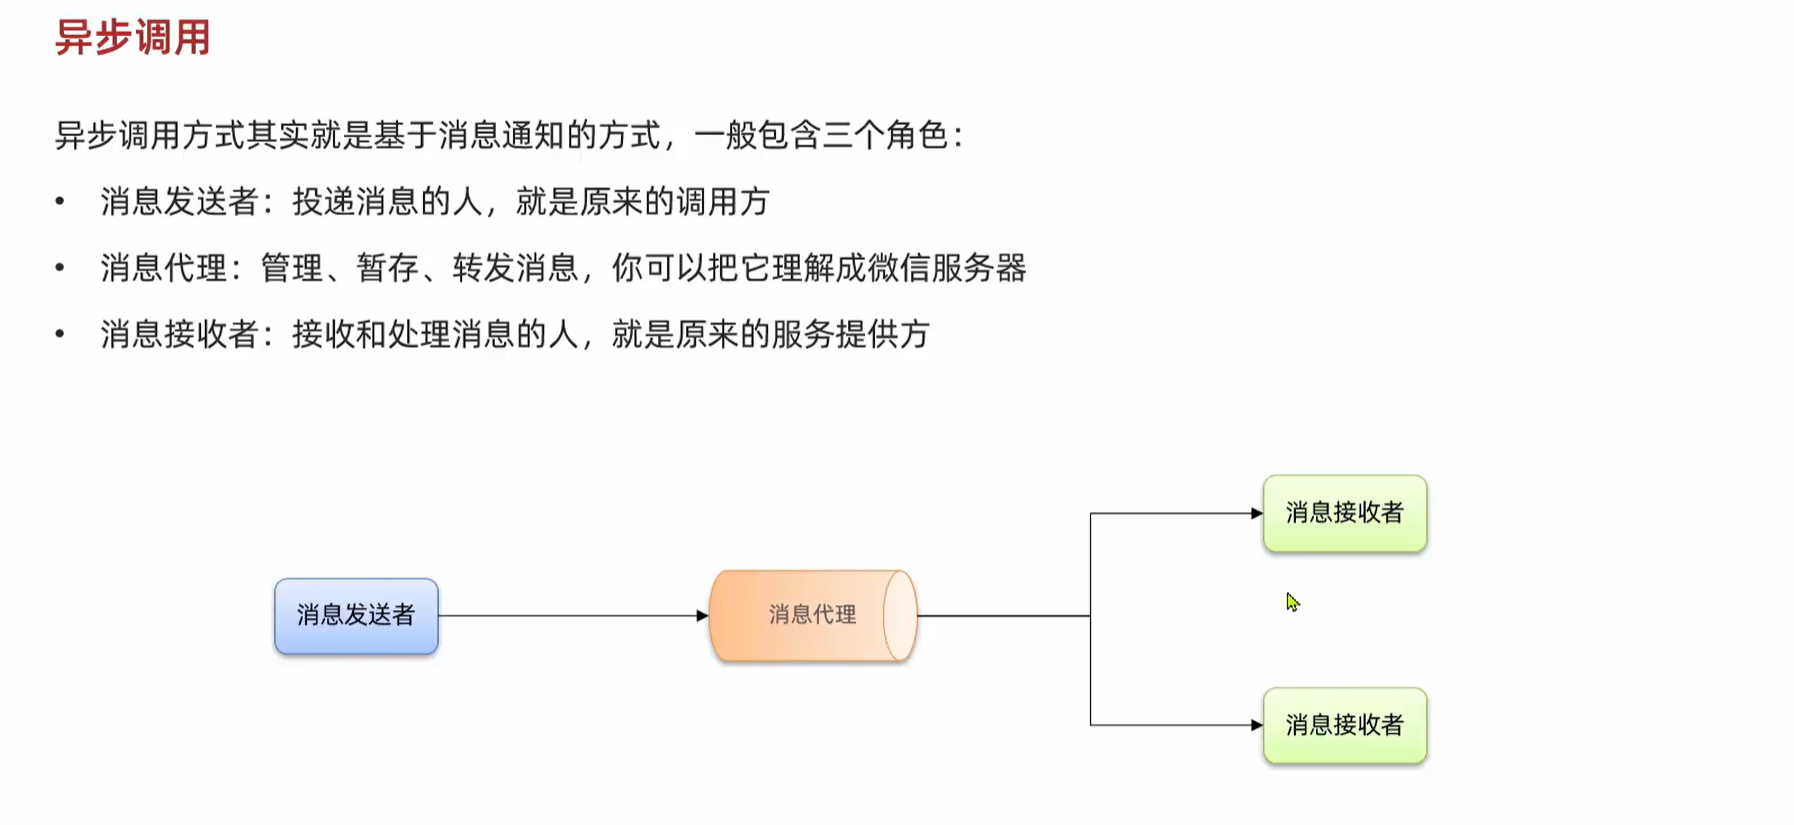 异步调用
异步调用方式其实就是基于消息通知的方式，一般包含三个角色：
• 消息发送者：投递消息的人，就是原来的调用方
• 消息代理：管理、暂存、转发消息，你可以把它理解成微信服务器
• 消息接收者：接收和处理消息的人，就是原来的服务提供方
消息接收者
消息发送者
消息代理
消息接收者